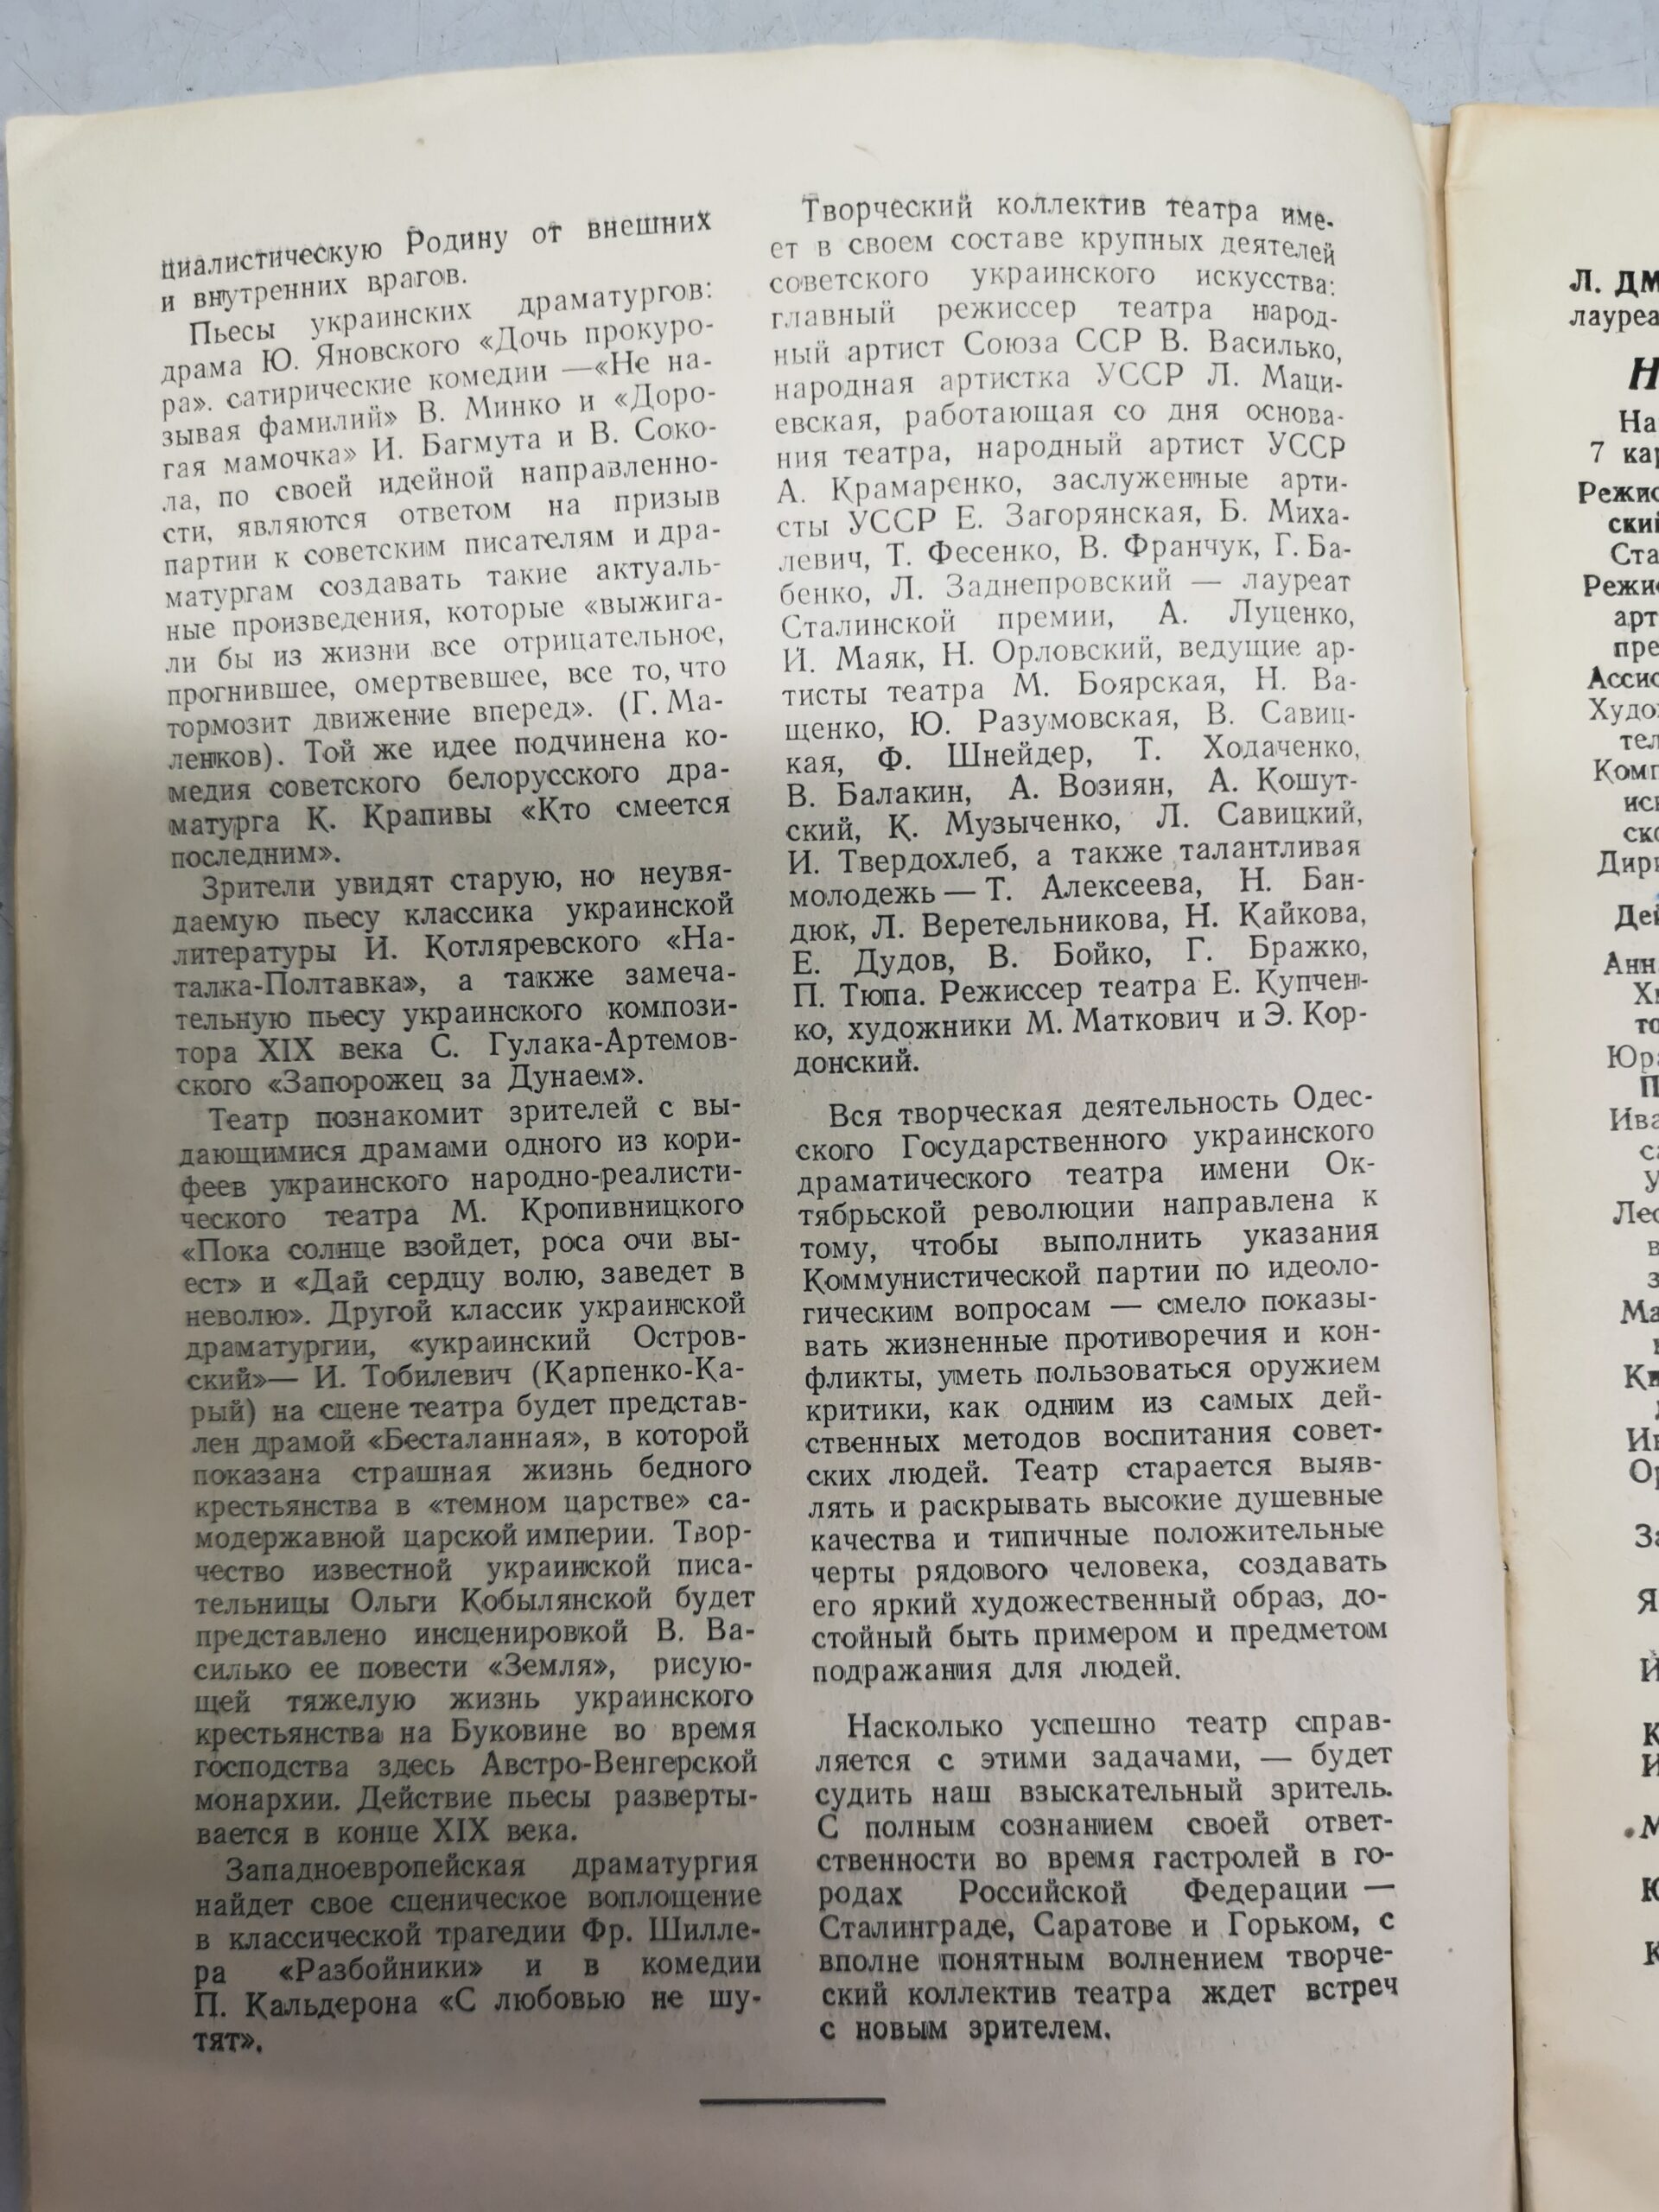 циалистическую Родину от внешних
и внутренних врагов.
Пьесы украинских драматургов:
драма Ю. Яновского «Дочь прокуро-
ра». сатирические комедии —«Не на-
зывая фамилий» В. Минко и «Доро-
гая мамочка» И. Багмута и В. Соко-
ла, по своей идейной направленно-
сти, являются ответом на призыв
партии к советским писателям и дра-
матургам создавать такие актуаль-
ные произведения, которые «выжига-
ли бы из жизни все отрицательное,
прогнившее, омертвевшее, все то, что
тормозит движение вперед». (Г. Ма-
ленков). Той же идее подчинена ко-
медия советского белорусского дра-
матурга К. Крапивы «Кто смеется
последним».
Зрители увидят старую, но неувя-
даемую пьесу классика украинской
литературы И. Котляревского «На-
талка-Полтавка», а также замеча-
тельную пьесу украинского компози-
тора XIX века С. Гулака-Артемов-
ского «Запорожец за Дунаем».
Театр познакомит зрителей с вы-
дающимися драмами одного из кори-
феев украинского народно-реалисти-
ческого театра М. Кропивницкого
«Пока солнце взойдет, роса очи вы-
ест» и «Дай сердцу волю, заведет в
неволю». Другой классик украинской
драматургии, «украинский Остров-
ский»— И. Тобилевич (Карпенко-Ка-
рый) на сцене театра будет представ-
лен драмой «Бесталанная», в которой
показана страшная жизнь бедного
крестьянства в «темном царстве» са-
модержавной царской империи. Твор-
чество известной украинской писа-
тельницы Ольги Кобылянской будет
представлено инсценировкой В. Ва-
силько ее повести «Земля», рисую-
щей тяжелую жизнь украинского
крестьянства на Буковине во время
господства здесь Австро-Венгерской
монархии. Действие пьесы разверты-
вается в конце XIX века.
Западноевропейская драматургия
найдет свое сценическое воплощение
в классической трагедии Фр. Шилле-
ра «Разбойники» и в комедии
П. Кальдерона «С любовью не шу-
тят».
Творческий коллектив театра име-
ет в своем составе крупных деятелей
советского украинского искусства:
главный режиссер театра народ-
ный артист Союза ССР В. Василько,
народная артистка УССР Л. Маци-
евская, работающая со дня основа-
ния театра, народный артист УССР
А. Крамаренко, заслуженные арти-
сты УССР Е. Загорянская, Б. Миха-
левич, Т. Фесенко, В. Франчук, Г. Ба-
бенко, Л. Заднепровский — лауреат
Сталинской премии, А. Луценко,
И. Маяк, Н. Орловский, ведущие ар-
тисты театра М. Боярская, Н. Ва-
щенко, Ю. Разумовская, В. Савиц-
кая, Ф. Шнейдер, Т. Ходаченко,
В. Балакин, А. Возиян, А. Кошут-
ский, К. Музыченко, Л. Савицкий,
И. Твердохлеб, а также талантливая
молодежь — Т. Алексеева, Н. Бан-
дюк, Л. Веретельникова, Н. Кайкова,
Е. Дудов, В. Бойко, Г. Бражко,
П. Тюпа. Режиссер театра Е. Купчен-
ко, художники М. Маткович и Э. Кор-
донский.
Вся творческая деятельность Одес-
ского Государственного украинского
драматического театра имени Ок-
тябрьской революции направлена к
тому, чтобы выполнить указания
Коммунистической партии по идеоло-
гическим вопросам — смело показы-
вать жизненные противоречия и кон-
фликты, уметь пользоваться оружием
критики, как одним из самых дей-
ственных методов воспитания совет-
ских людей. Театр старается выяв-
лять и раскрывать высокие душевные
качества и типичные положительные
черты рядового человека, создавать
его яркий художественный образ, до-
стойный быть примером и предметом
подражания для людей.
Насколько успешно театр справ-
ляется с этими задачами, — будет
судить наш взыскательный зритель.
С полным сознанием своей ответ-
ственности во время гастролей в го-
родах Российской Федерации —
Сталинграде, Саратове и Горьком, с
вполне понятным волнением творче-
ский коллектив театра ждет встреч
с новым зрителем.
Л. ДМ
лауреа
Н
На
7 кар
Режис
ский
Ста
Режис
арт
пре
Ассис
Худо
тел
Комп
иск
ско
Дири
Дей
Анн